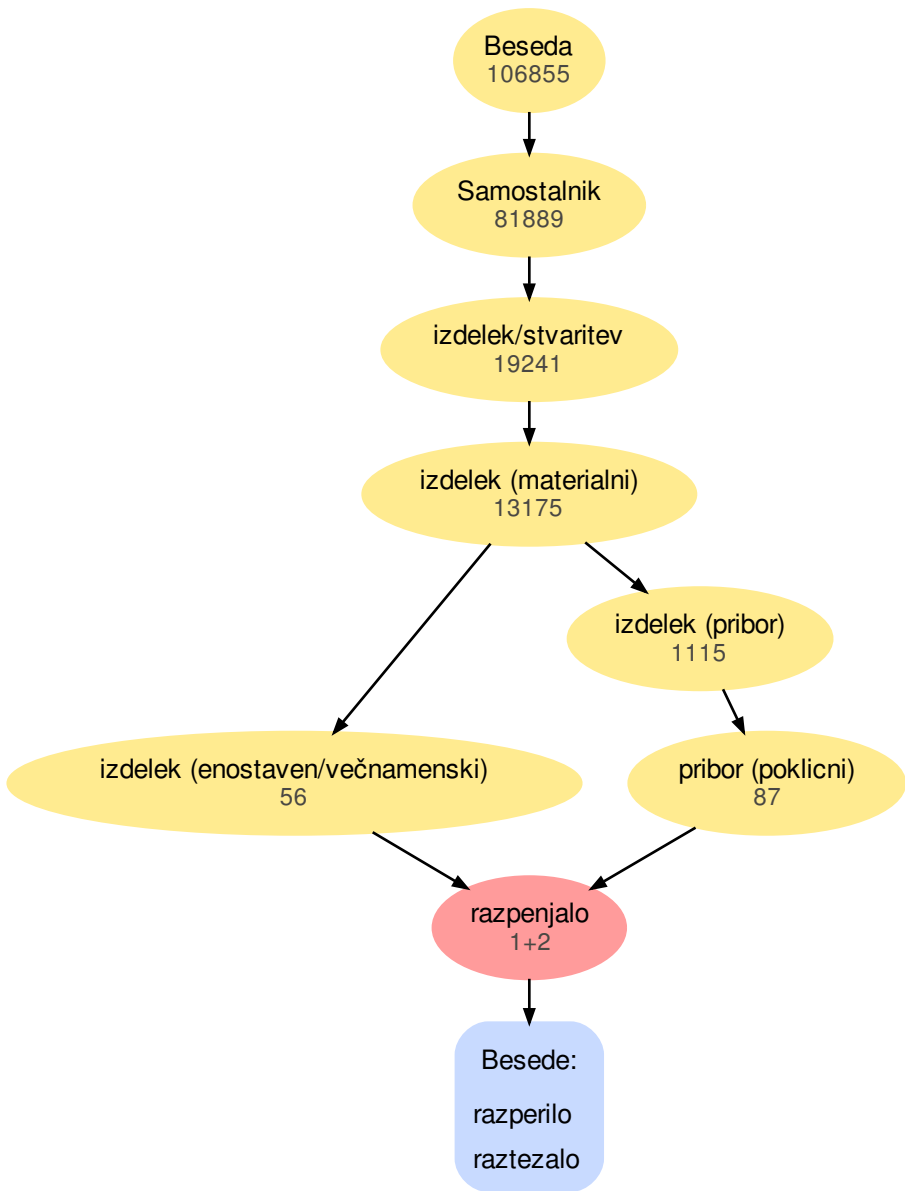 Beseda
106855
Samostalnik
81889
izdelek/stvaritev
19241
izdelek (materialni)
13175
izdelek (pribor)
1115
izdelek (enostaven/večnamenski)
56
pribor (poklicni)
87
razpenjalo
1+2
Besede:
razperilo
raztezalo